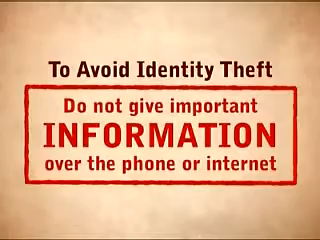 To Avoid Identity Theft
Do not give important
INFORMATION
over the phone or internet